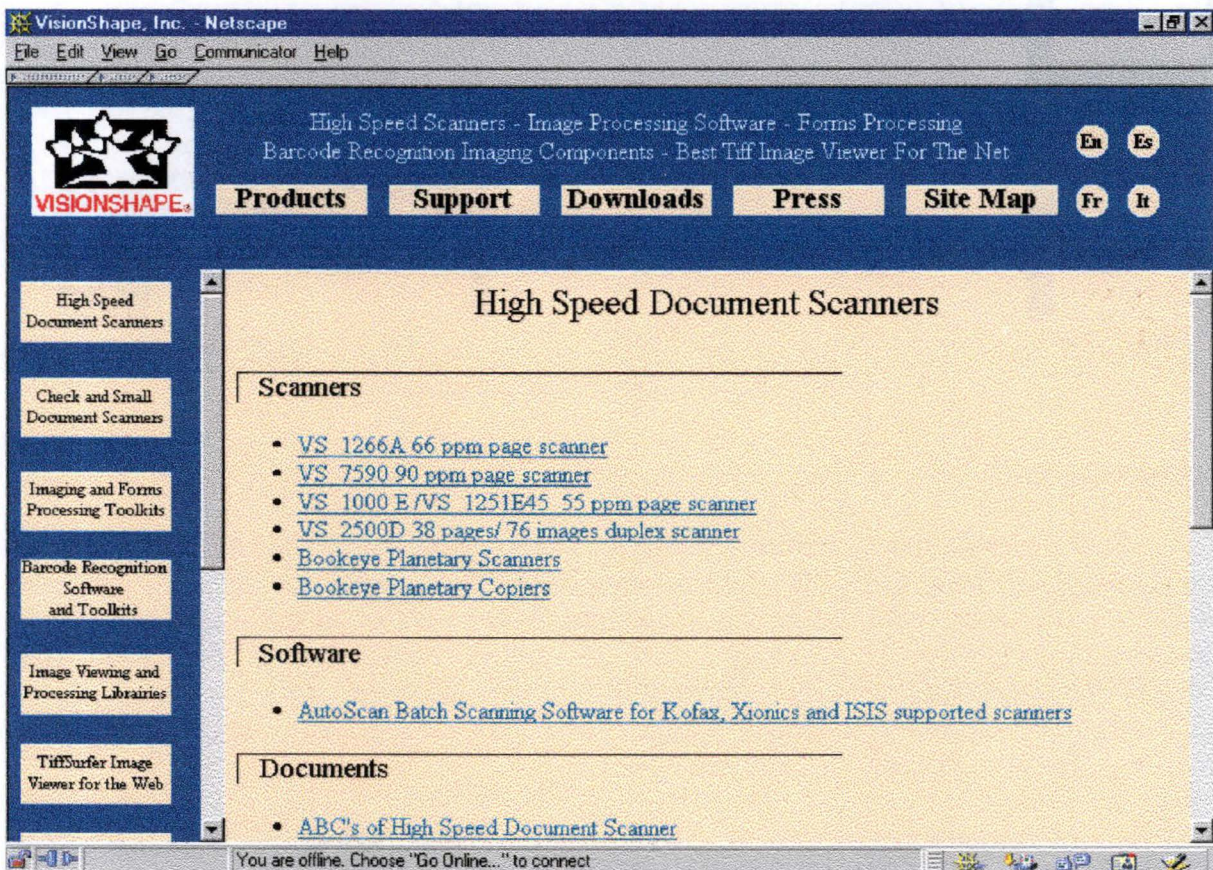 VisionShape, Inc. - Netscape
File Edit View Go Communicator Help
High Speed Scanners - Image Processing Software - Forms Processing
Barcode Recognition Imaging Components - Best Tiff Image Viewer For The Net
En Es
VISIONSHAPE®
Products Support Downloads Press Site Map Fr It
High Speed
Document Scanners
Check and Small
Document Scanners
Imaging and Forms
Processing Toolkits
Barcode Recognition
Software
and Toolkits
Image Viewing and
Processing Librairies
TiffSurfer Image
Viewer for the Web
High Speed Document Scanners
Scanners
• VS 1266A 66 ppm page scanner
• VS 7590 90 ppm page scanner
• VS 1000 E /VS 1251E45 55 ppm page scanner
• VS 2500D 38 pages/ 76 images duplex scanner
• Bookeye Planetary Scanners
• Bookeye Planetary Copiers
Software
• AutoScan Batch Scanning Software for Kofax, Xionics and ISIS supported scanners
Documents
• ABC's of High Speed Document Scanner
You are offline. Choose "Go Online..." to connect